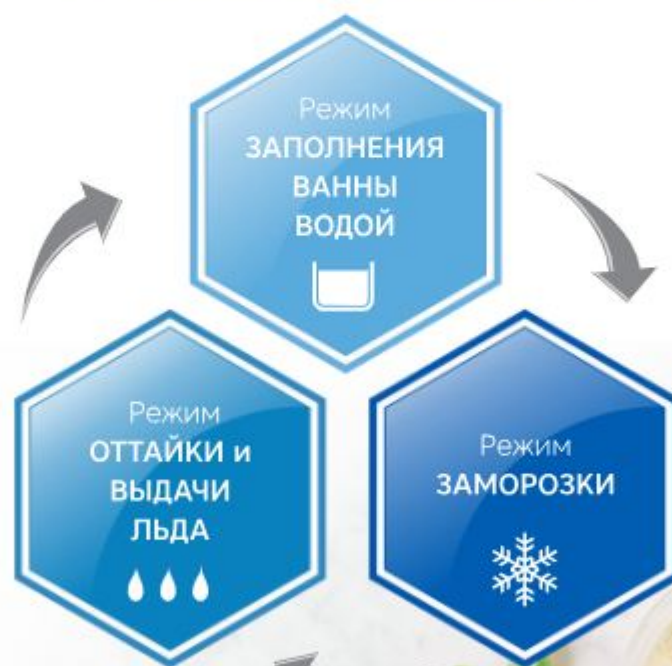 Режим
ЗАПОЛНЕНИЯ
ВАННЫ
ВОДОЙ
Режим
ОТТАЙКИ и
ВЫДАЧИ
ЛЬДА
Режим
ЗАМОРОЗКИ